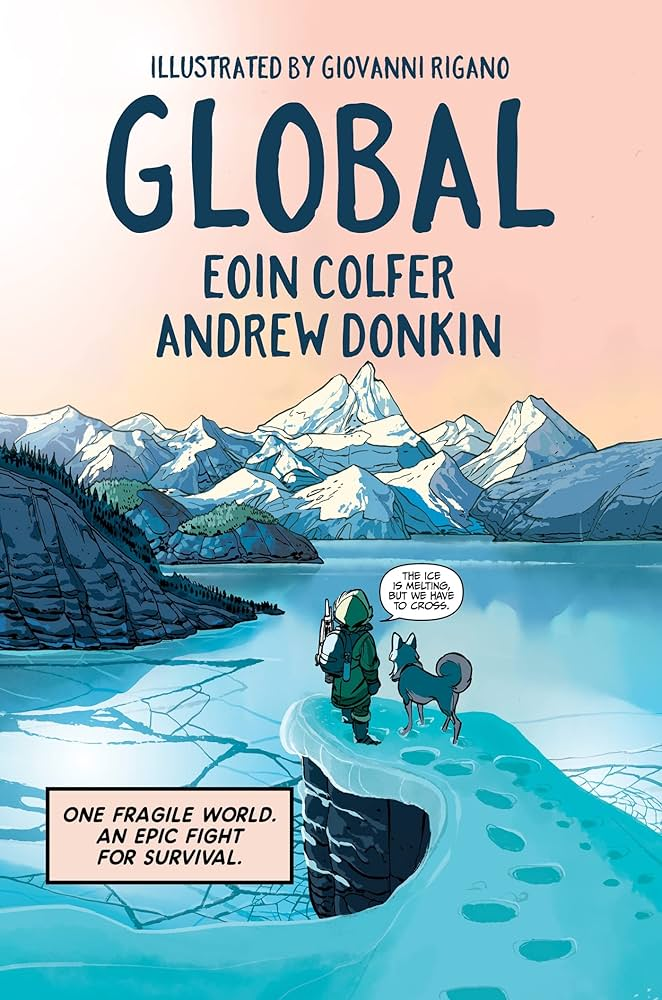 ILLUSTRATED BY GIOVANNI RIGANO
GLOBAL
EOIN COLFER
ANDREW DONKIN
THE ICE
IS MELTING,
BUT WE HAVE
TO CROSS.
ONE FRAGILE WORLD.
AN EPIC FIGHT
FOR SURVIVAL.